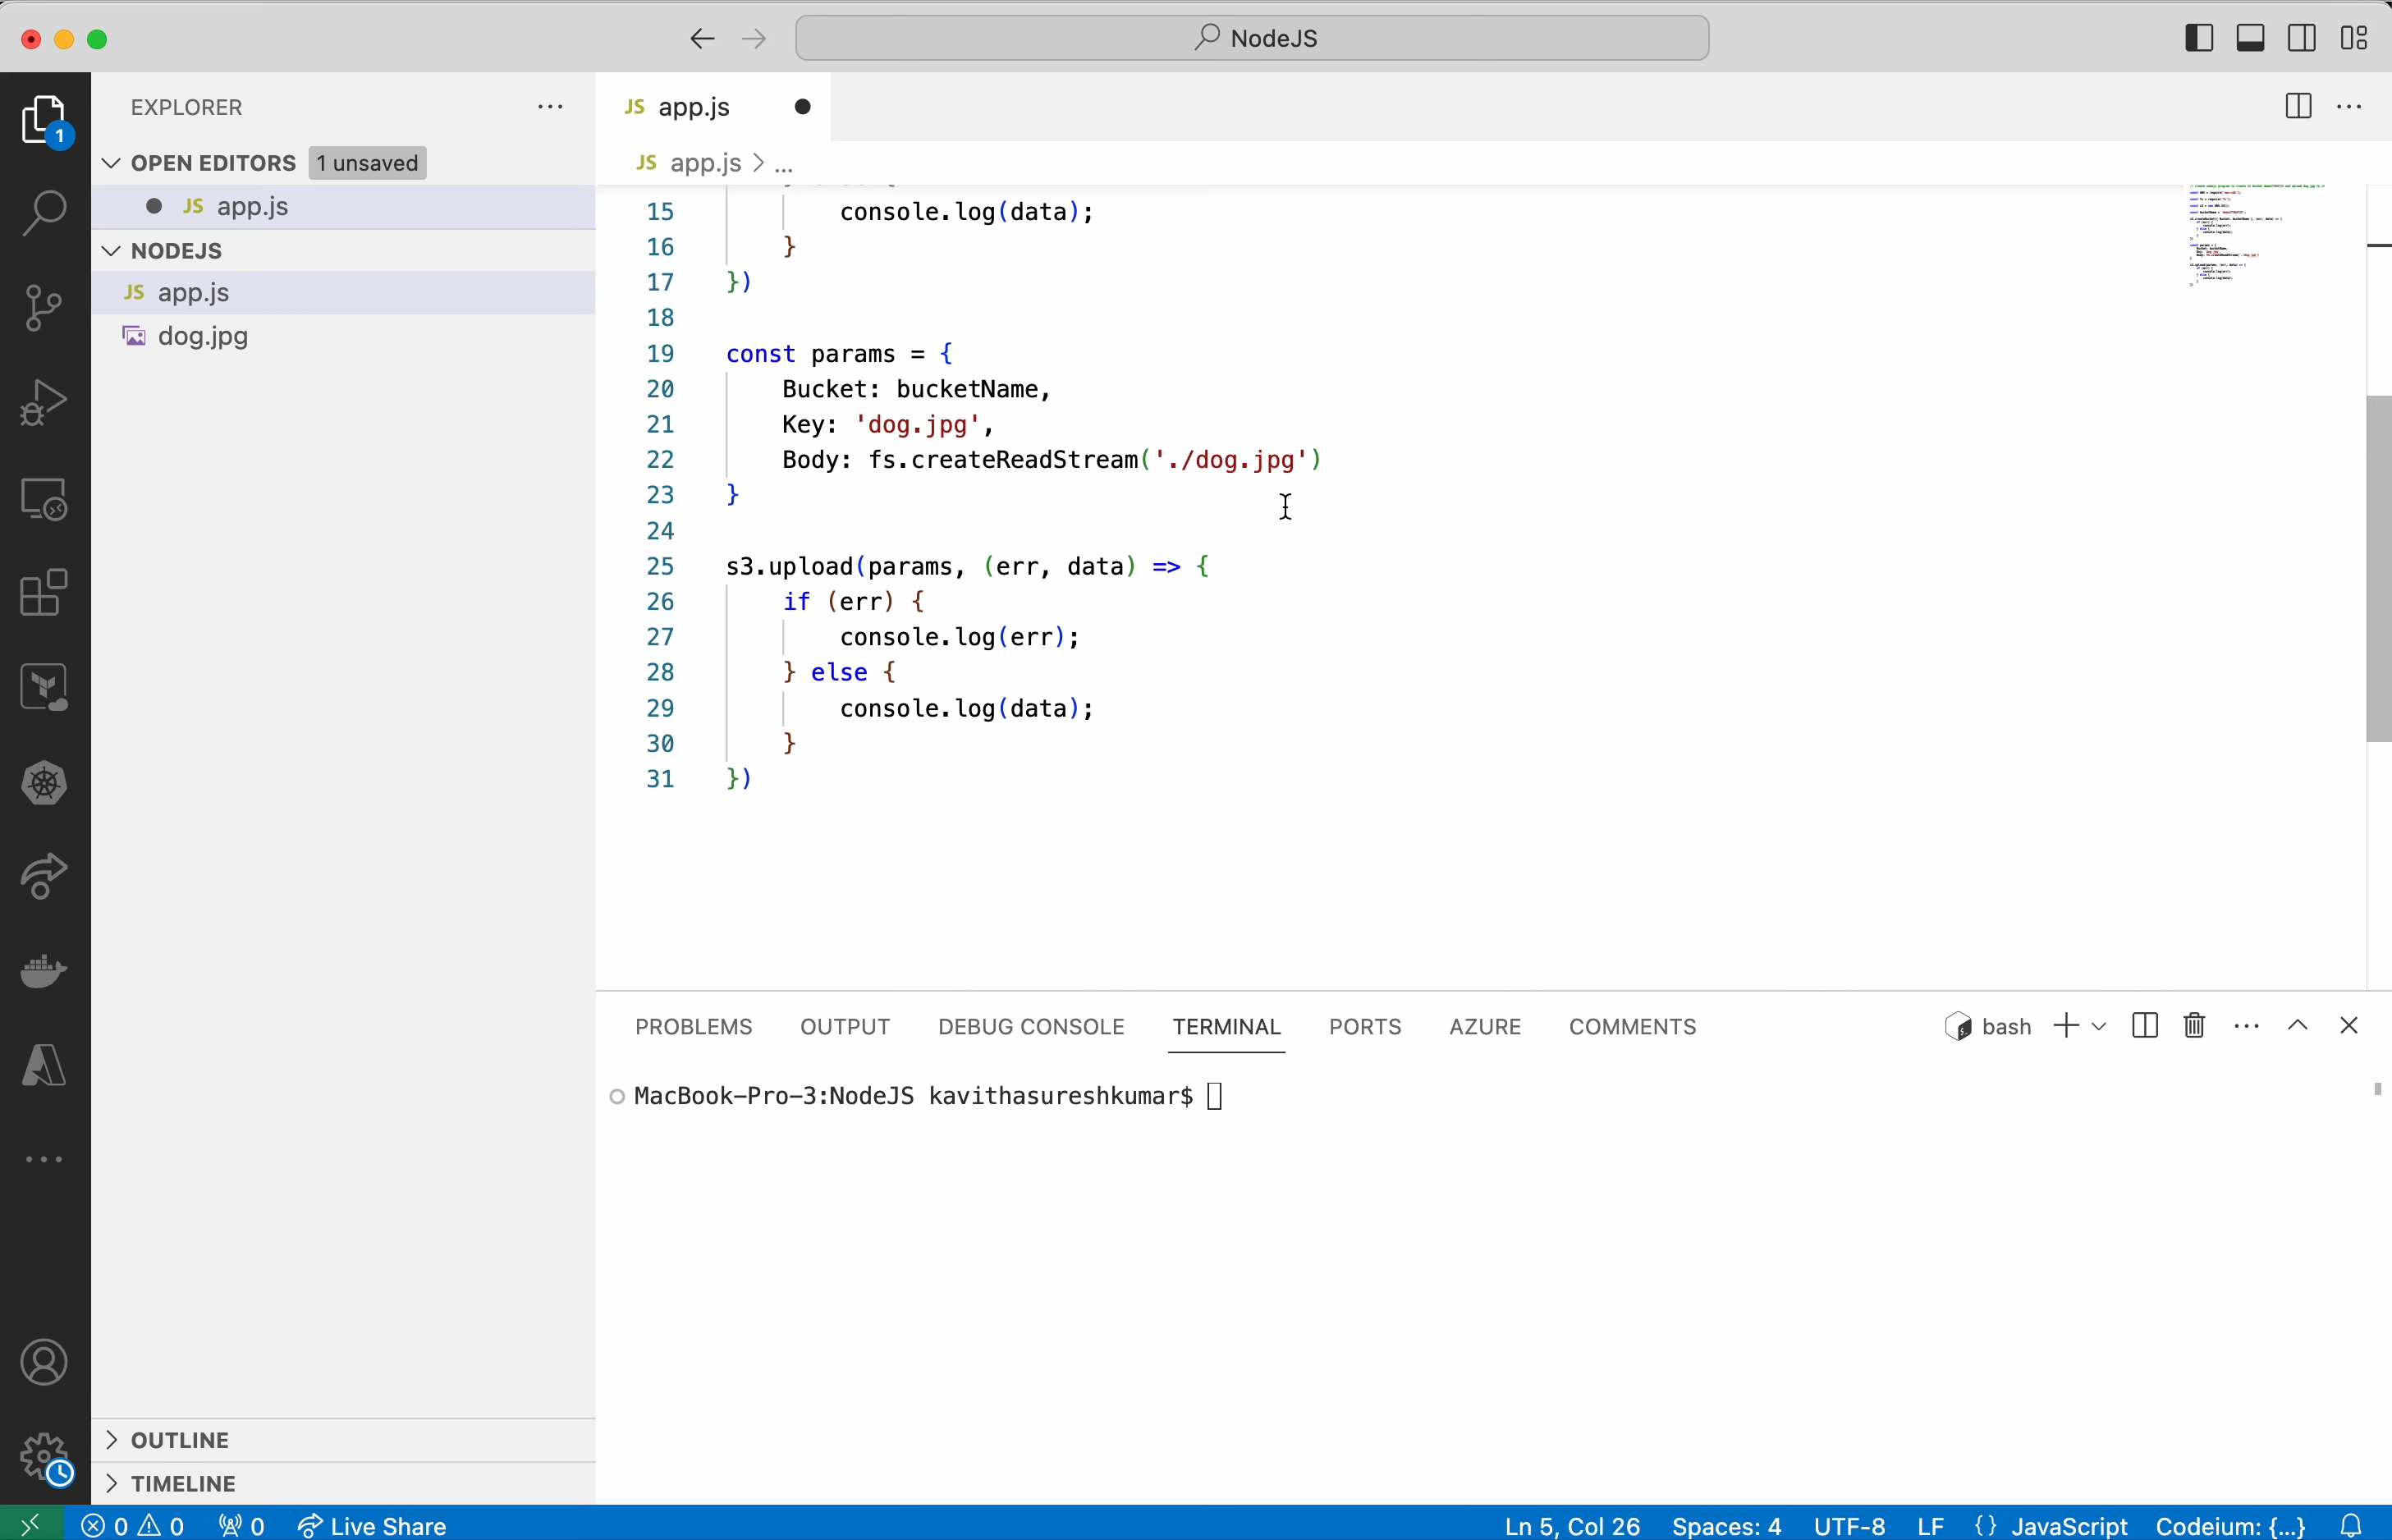 NodeJS
EXPLORER
1
OPEN EDITORS 1 unsaved
JS app.js
NODEJS
JS app.js
dog.jpg
OUTLINE
TIMELINE
JS app.js
JS app.js > ...
15 console.log(data);
16 }
17 })
18
19 const params = {
20 Bucket: bucketName,
21 Key: 'dog.jpg',
22 Body: fs.createReadStream('./dog.jpg')
23 }
24
25 s3.upload(params, (err, data) => {
26 if (err) {
27 console.log(err);
28 } else {
29 console.log(data);
30 }
31 })
PROBLEMS OUTPUT DEBUG CONSOLE TERMINAL PORTS AZURE COMMENTS bash
MacBook-Pro-3:NodeJS kavithasureshkumar$
0 0 0 Live Share Ln 5, Col 26 Spaces: 4 UTF-8 LF {} JavaScript Codeium: {...}